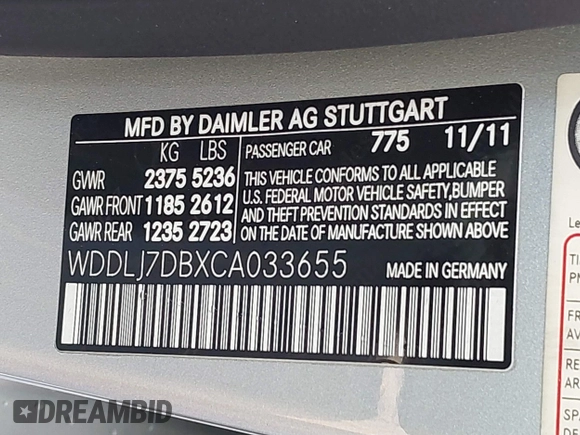 MFD BY DAIMLER AG STUTTGART
KG LBS
GVWR 2375 5236
GAWR FRONT 1185 2612
GAWR REAR 1235 2723
PASSENGER CAR 775 11/11
THIS VEHICLE CONFORMS TO ALL APPLICABLE
U.S. FEDERAL MOTOR VEHICLE SAFETY,BUMPER
AND THEFT PREVENTION STANDARDS IN EFFECT
ON THE DATE OF MANUFACTURE SHOWN ABOVE
WDDLJ7DBXCA033655
MADE IN GERMANY
DREAMBID